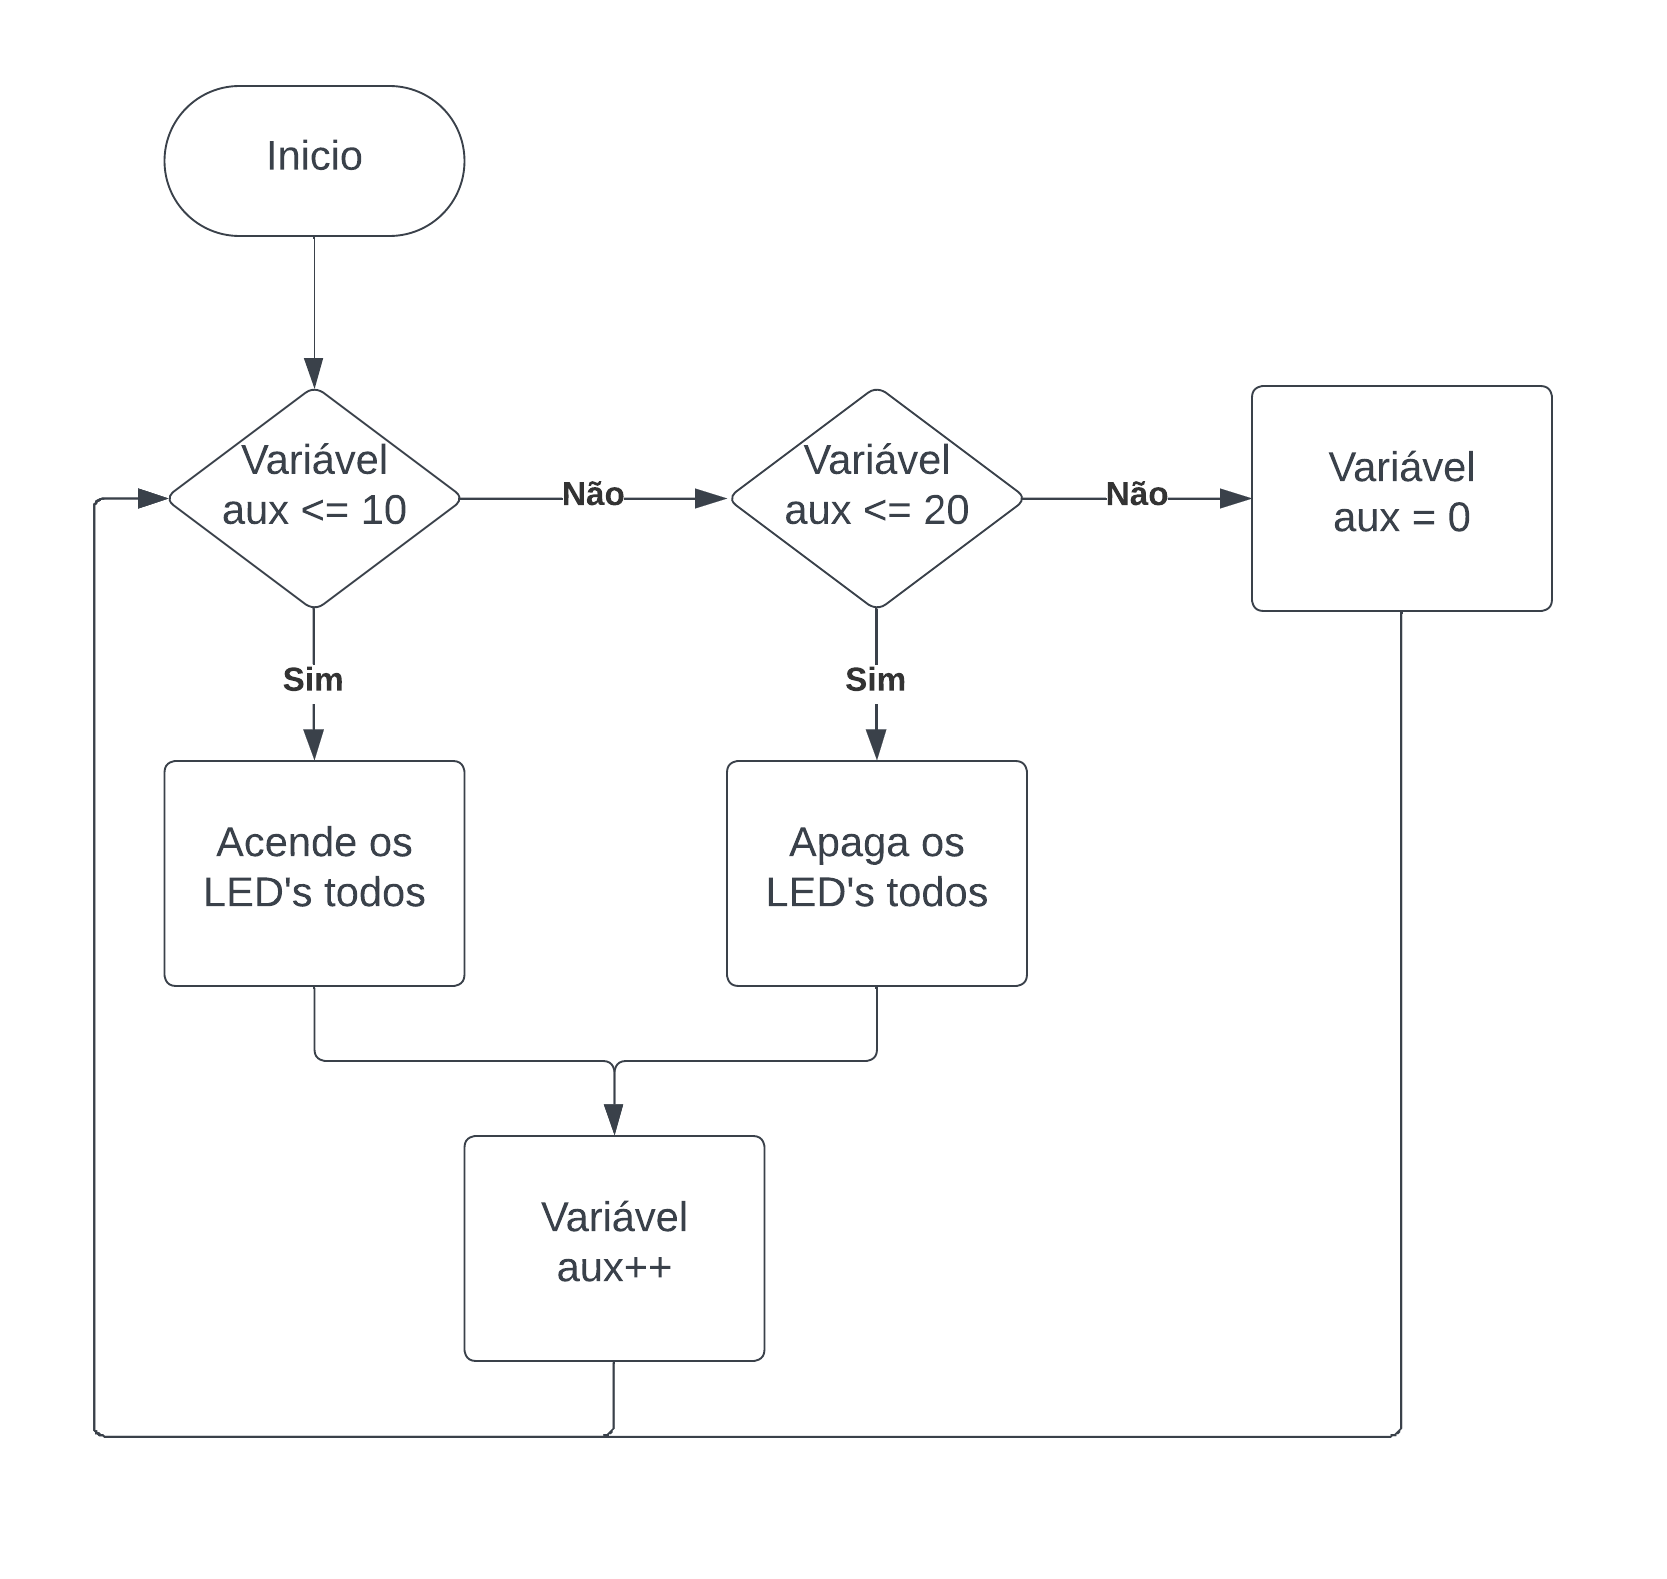 Inicio
Variável
aux <= 10
Não
Variável
aux <= 20
Não
Variável
aux = 0
Sim
Sim
Acende os
LED's todos
Apaga os
LED's todos
Variável
aux++